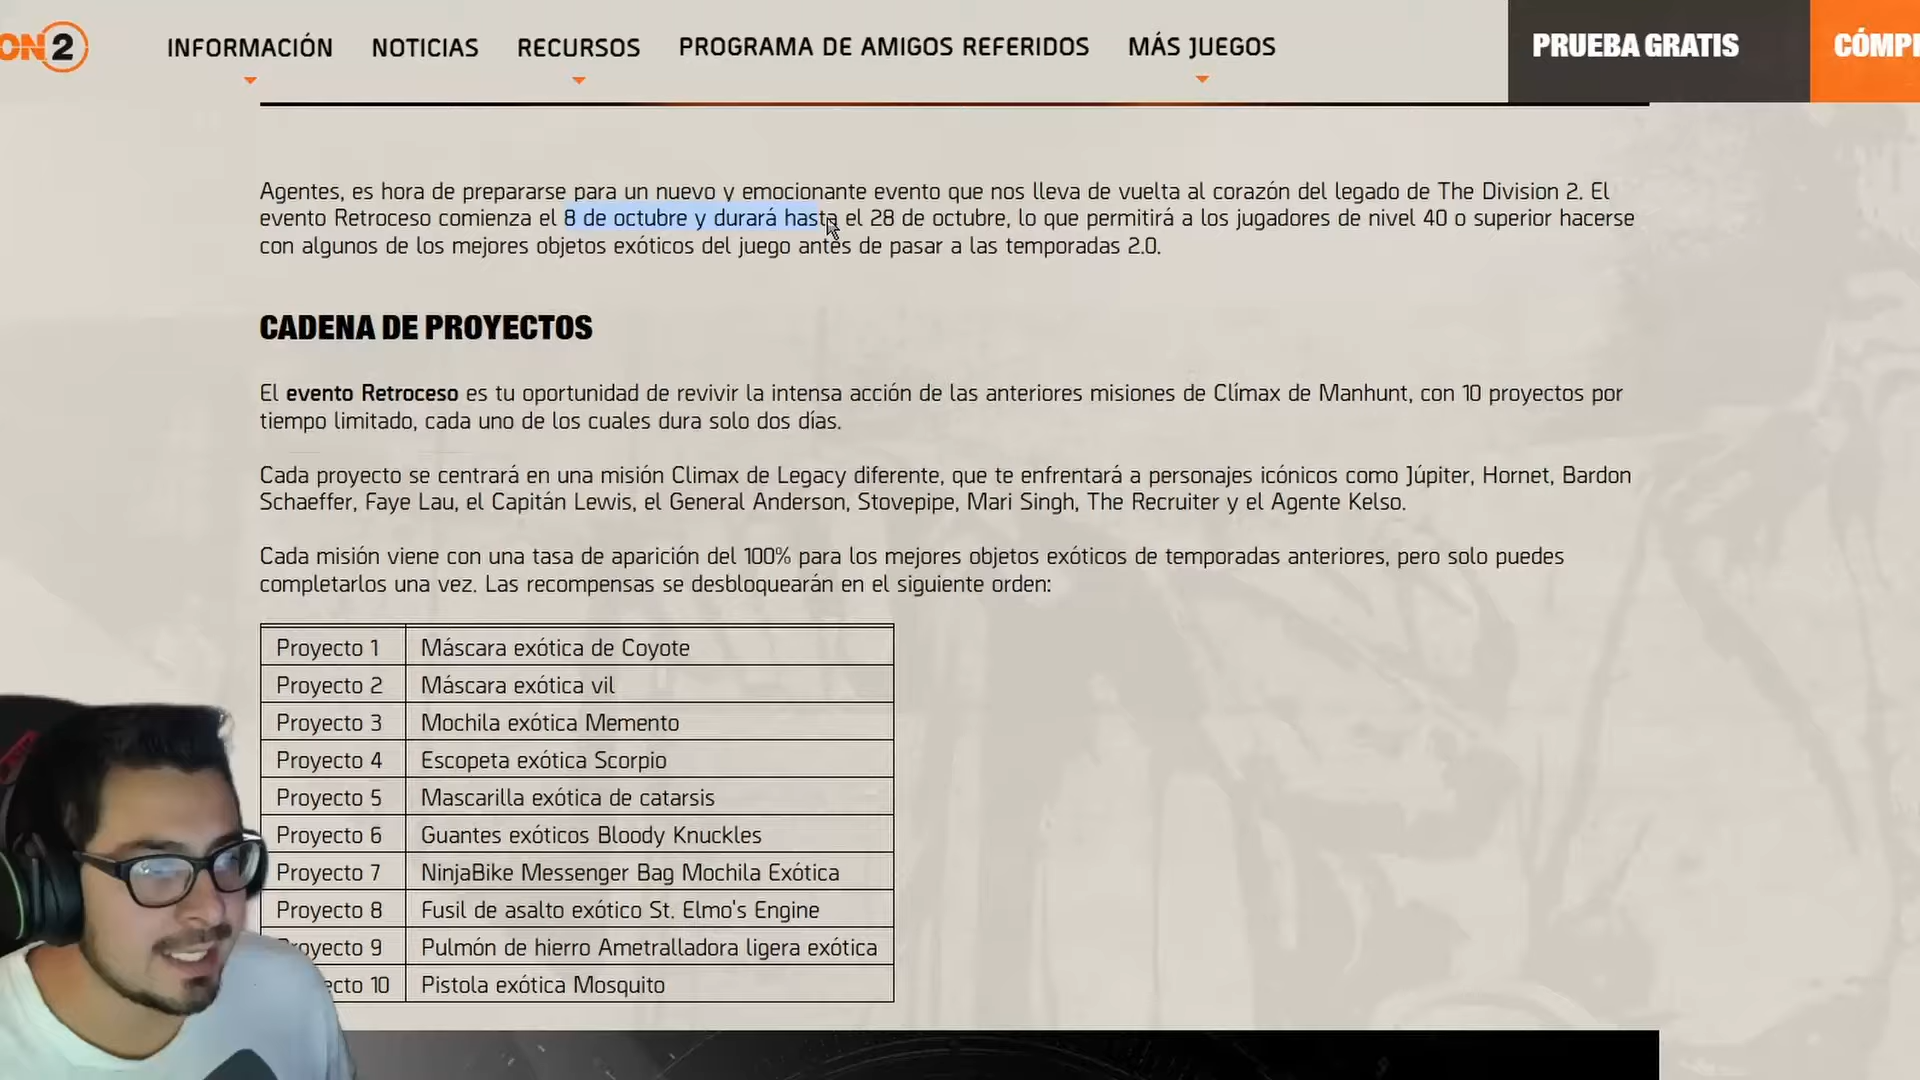 ON 2
INFORMACIÓN
NOTICIAS
RECURSOS
PROGRAMA DE AMIGOS REFERIDOS
MÁS JUEGOS
PRUEBA GRATIS
Agentes, es hora de prepararse para un nuevo y emocionante evento que nos lleva de vuelta al corazón del legado de The Division 2. El
evento Retroceso comienza el 8 de octubre y durará hasta el 28 de octubre, lo que permitirá a los jugadores de nivel 40 o superior hacerse
con algunos de los mejores objetos exóticos del juego antes de pasar a las temporadas 2.0.
CADENA DE PROYECTOS
El evento Retroceso es tu oportunidad de revivir la intensa acción de las anteriores misiones de Clímax de Manhunt, con 10 proyectos por
tiempo limitado, cada uno de los cuales dura solo dos días.
Cada proyecto se centrará en una misión Climax de Legacy diferente, que te enfrentará a personajes icónicos como Júpiter, Hornet, Bardon
Schaeffer, Faye Lau, el Capitán Lewis, el General Anderson, Stovepipe, Mari Singh, The Recruiter y el Agente Kelso.
Cada misión viene con una tasa de aparición del 100% para los mejores objetos exóticos de temporadas anteriores, pero solo puedes
completarlos una vez. Las recompensas se desbloquearán en el siguiente orden:
Proyecto 1 Máscara exótica de Coyote
Proyecto 2 Máscara exótica vil
Proyecto 3 Mochila exótica Memento
Proyecto 4 Escopeta exótica Scorpio
Proyecto 5 Mascarilla exótica de catarsis
Proyecto 6 Guantes exóticos Bloody Knuckles
Proyecto 7 NinjaBike Messenger Bag Mochila Exótica
Proyecto 8 Fusil de asalto exótico St. Elmo's Engine
oyecto 9 Pulmón de hierro Ametralladora ligera exótica
ecto 10 Pistola exótica Mosquito